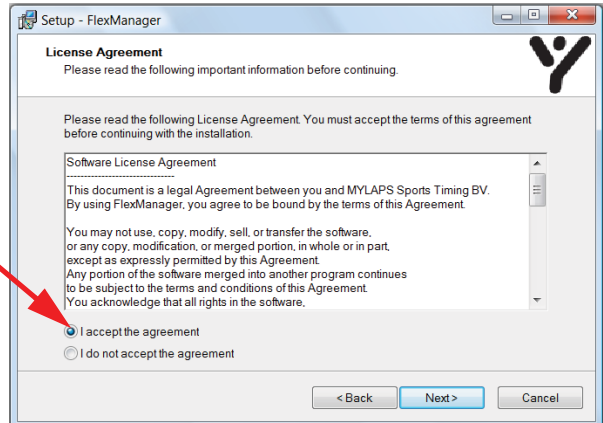 Setup - FlexManager
License Agreement
Please read the following important information before continuing.
Please read the following License Agreement. You must accept the terms of this agreement
before continuing with the installation.
Software License Agreement
------------------------------
This document is a legal Agreement between you and MYLAPS Sports Timing BV.
By using FlexManager, you agree to be bound by the terms of this Agreement.
You may not use, copy, modify, sell, or transfer the software,
or any copy, modification, or merged portion, in whole or in part,
except as expressly permitted by this Agreement.
Any portion of the software merged into another program continues
to be subject to the terms and conditions of this Agreement.
You acknowledge that all rights in the software,
I accept the agreement
I do not accept the agreement
< Back
Next >
Cancel